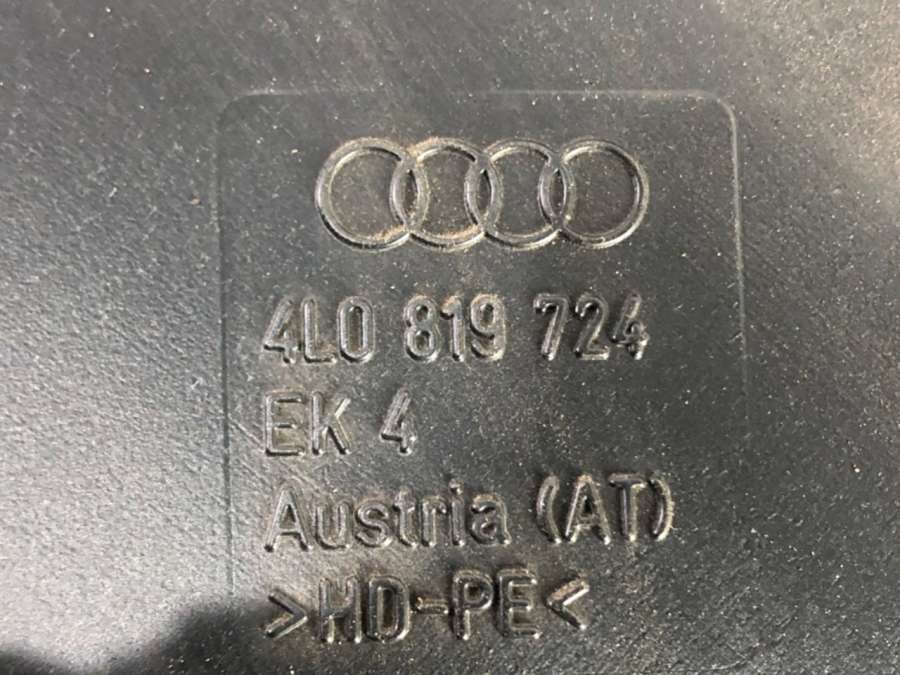 4L0 819 724
EK 4
Austria (AT)
>HD-PE<